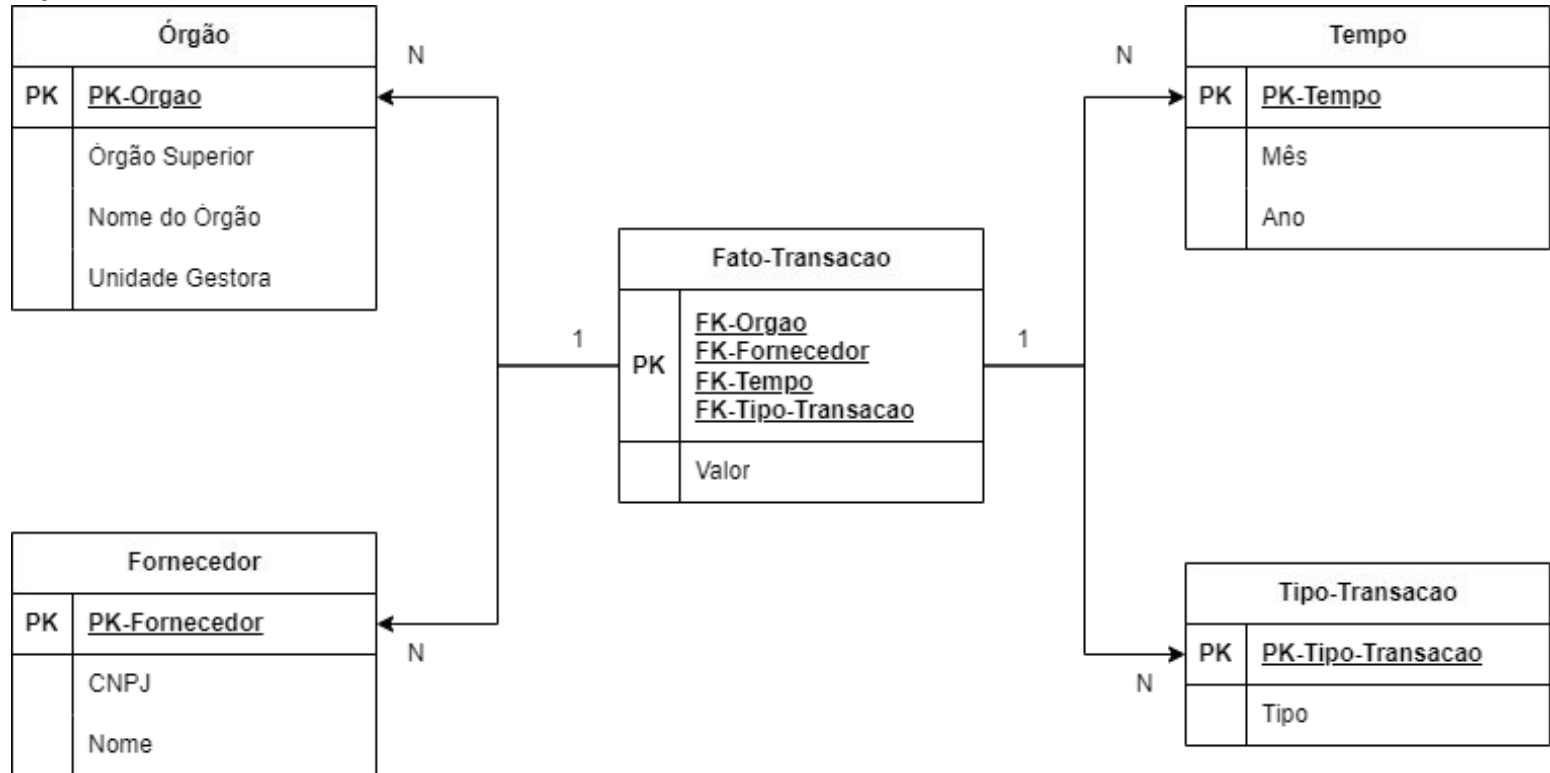 Órgão
N
PK PK-Orgao
Órgão Superior
Nome do Órgão
Unidade Gestora
N
Tempo
PK PK-Tempo
Mês
Ano
Fato-Transacao
1
PK
FK-Orgao
FK-Fornecedor
FK-Tempo
FK-Tipo-Transacao
Valor
1
Fornecedor
PK PK-Fornecedor
N
CNPJ
Nome
Tipo-Transacao
PK PK-Tipo-Transacao
N
Tipo